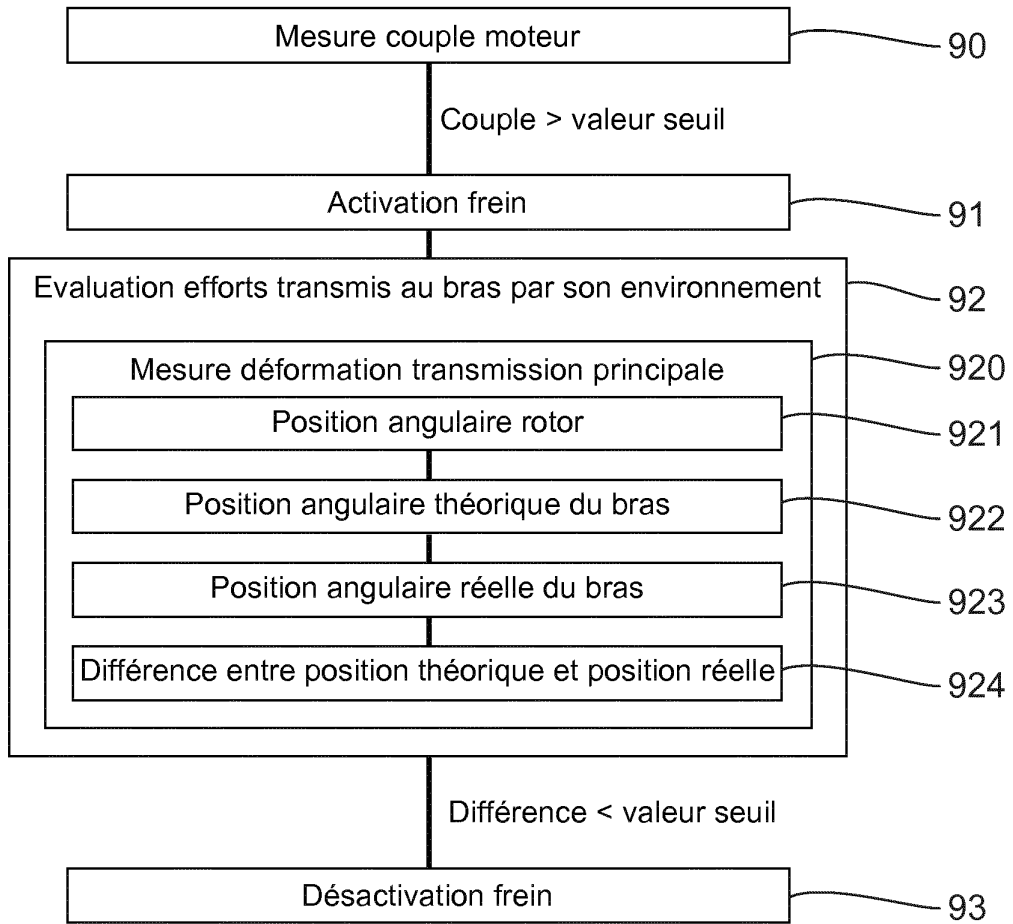 Mesure couple moteur
90
Couple > valeur seuil
Activation frein
91
Evaluation efforts transmis au bras par son environnement
92
Mesure déformation transmission principale
920
Position angulaire rotor
921
Position angulaire théorique du bras
922
Position angulaire réelle du bras
923
Différence entre position théorique et position réelle
924
Différence < valeur seuil
Désactivation frein
93